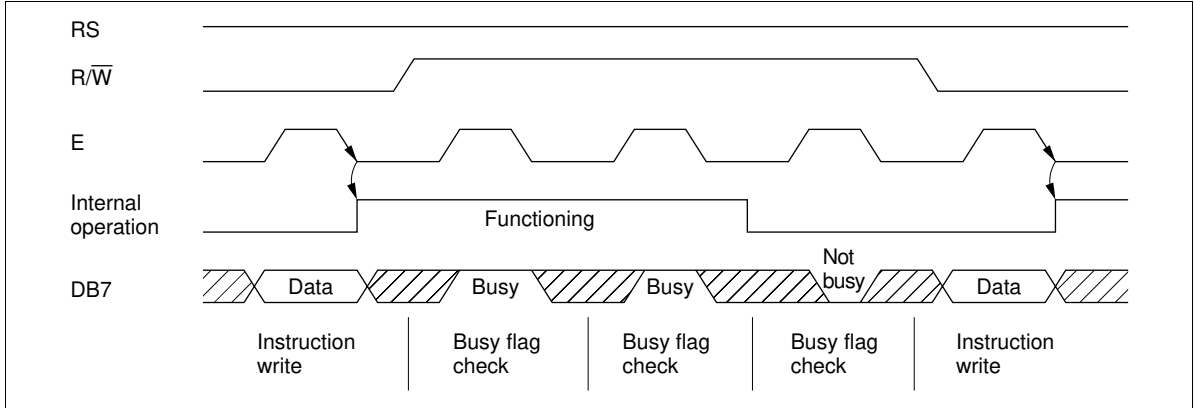 RS
R/W̅
E
Internal
operation
Functioning
DB7
Data
Busy
Busy
Not
busy
Data
Instruction
write
Busy flag
check
Busy flag
check
Busy flag
check
Instruction
write